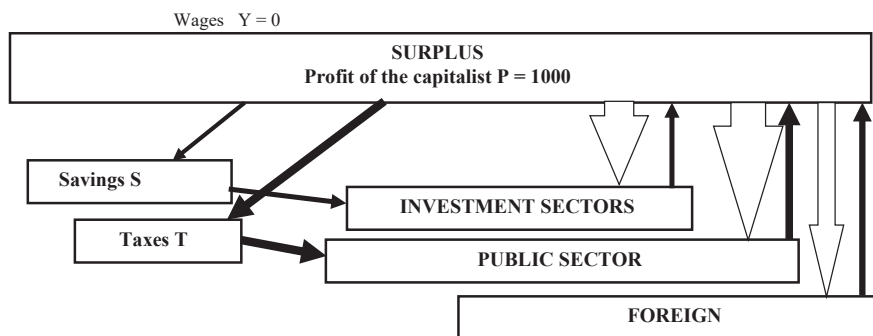 Wages Y = 0
SURPLUS
Profit of the capitalist P = 1000
Savings S
INVESTMENT SECTORS
Taxes T
PUBLIC SECTOR
FOREIGN